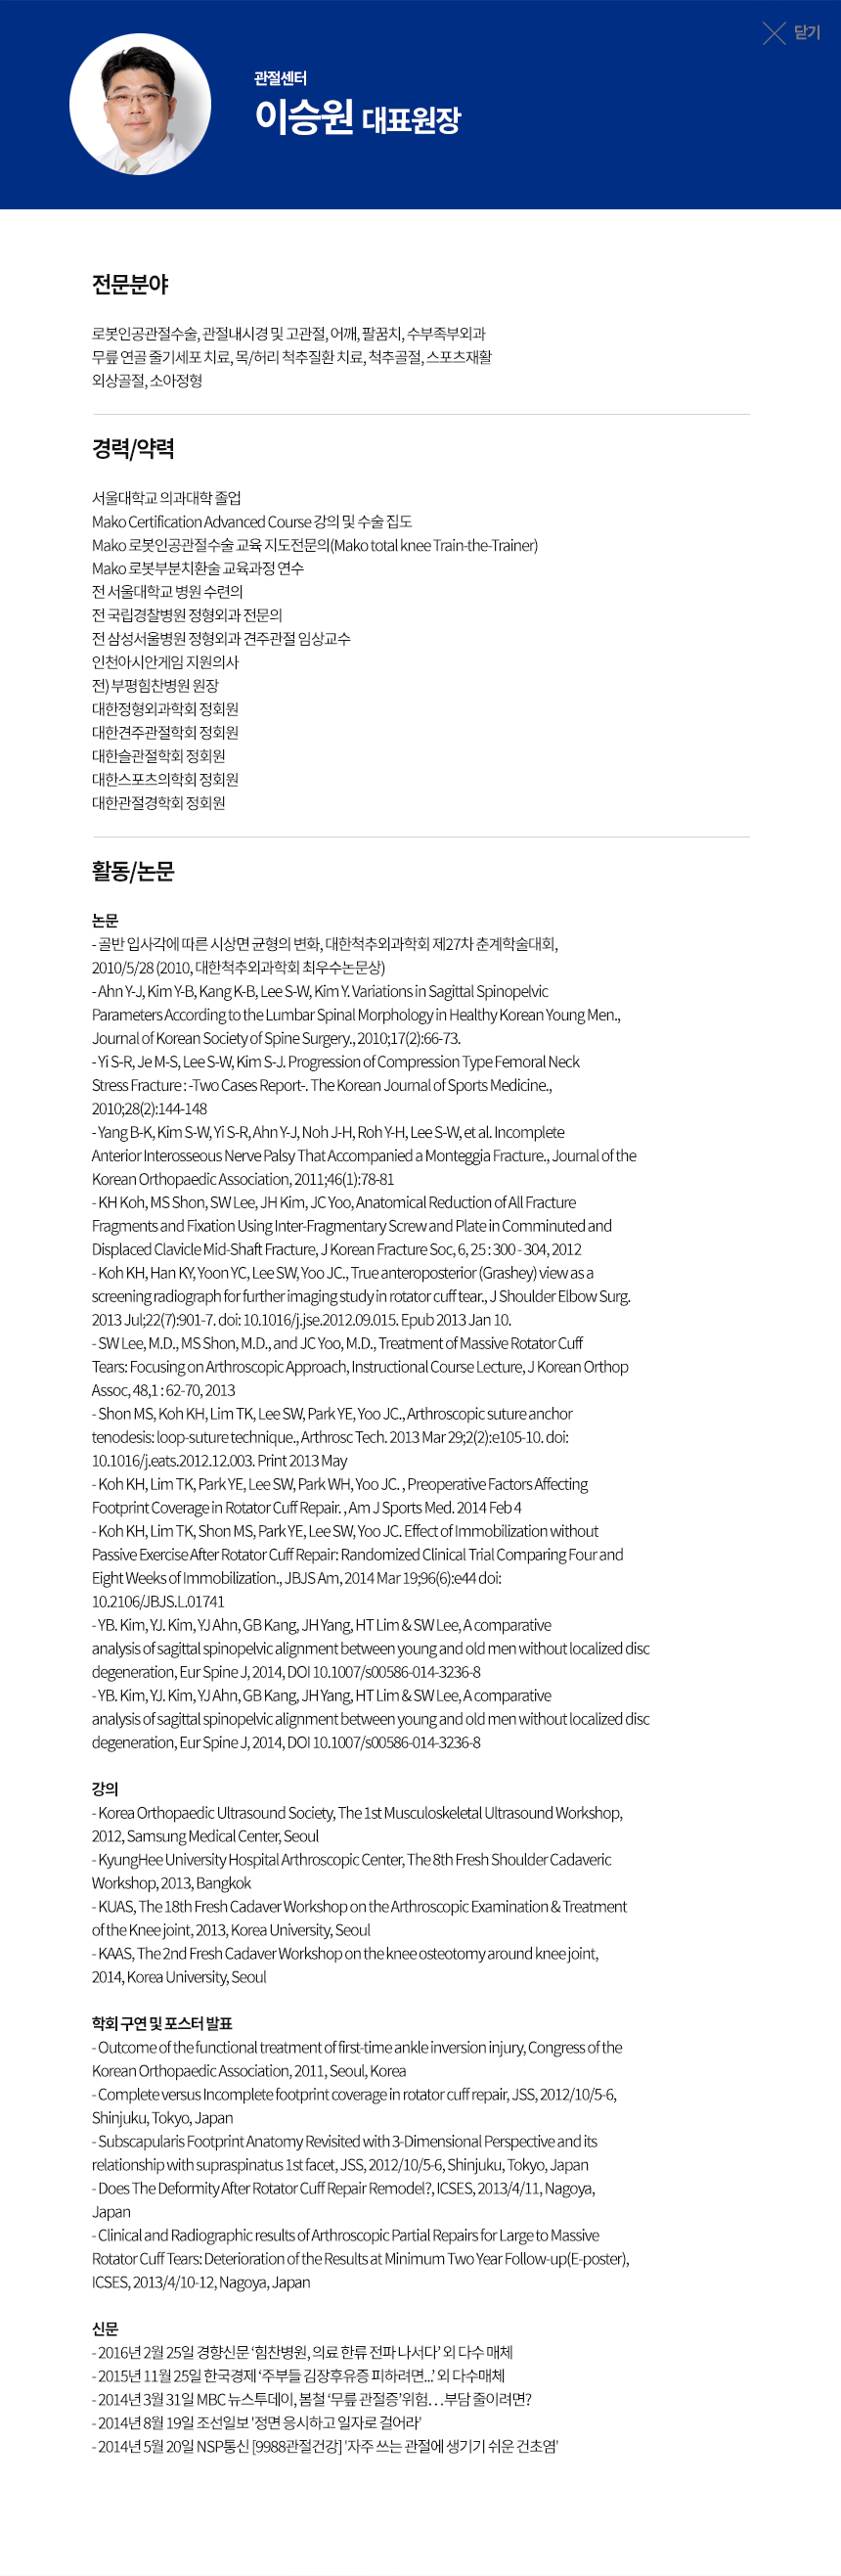 닫기
관절센터
이승원 대표원장
전문분야
로봇인공관절수술, 관절내시경 및 고관절, 어깨, 팔꿈치, 수부족부외과
무릎 연골 줄기세포 치료, 목/허리 척추질환 치료, 척추골절, 스포츠재활
외상골절, 소아정형
경력/약력
서울대학교 의과대학 졸업
Mako Certification Advanced Course 강의 및 수술 집도
Mako 로봇인공관절수술 교육 지도전문의(Mako total knee Train-the-Trainer)
Mako 로봇부분치환술 교육과정 연수
전 서울대학교 병원 수련의
전 국립경찰병원 정형외과 전문의
전 삼성서울병원 정형외과 견주관절 임상교수
인천아시안게임 지원의사
전) 부평힘찬병원 원장
대한정형외과학회 정회원
대한견주관절학회 정회원
대한슬관절학회 정회원
대한스포츠의학회 정회원
대한관절경학회 정회원
활동/논문
논문
- 골반 입사각에 따른 시상면 균형의 변화, 대한척추외과학회 제27차 춘계학술대회,
2010/5/28 (2010, 대한척추외과학회 최우수논문상)
- Ahn Y-J, Kim Y-B, Kang K-B, Lee S-W, Kim Y. Variations in Sagittal Spinopelvic
Parameters According to the Lumbar Spinal Morphology in Healthy Korean Young Men.,
Journal of Korean Society of Spine Surgery., 2010;17(2):66-73.
- Yi S-R, Je M-S, Lee S-W, Kim S-J. Progression of Compression Type Femoral Neck
Stress Fracture : -Two Cases Report-. The Korean Journal of Sports Medicine.,
2010;28(2):144-148
- Yang B-K, Kim S-W, Yi S-R, Ahn Y-J, Noh J-H, Roh Y-H, Lee S-W, et al. Incomplete
Anterior Interosseous Nerve Palsy That Accompanied a Monteggia Fracture., Journal of the
Korean Orthopaedic Association, 2011;46(1):78-81
- KH Koh, MS Shon, SW Lee, JH Kim, JC Yoo, Anatomical Reduction of All Fracture
Fragments and Fixation Using Inter-Fragmentary Screw and Plate in Comminuted and
Displaced Clavicle Mid-Shaft Fracture, J Korean Fracture Soc, 6, 25 : 300 - 304, 2012
- Koh KH, Han KY, Yoon YC, Lee SW, Yoo JC., True anteroposterior (Grashey) view as a
screening radiograph for further imaging study in rotator cuff tear., J Shoulder Elbow Surg.
2013 Jul;22(7):901-7. doi: 10.1016/j.jse.2012.09.015. Epub 2013 Jan 10.
- SW Lee, M.D., MS Shon, M.D., and JC Yoo, M.D., Treatment of Massive Rotator Cuff
Tears: Focusing on Arthroscopic Approach, Instructional Course Lecture, J Korean Orthop
Assoc, 48,1 : 62-70, 2013
- Shon MS, Koh KH, Lim TK, Lee SW, Park YE, Yoo JC., Arthroscopic suture anchor
tenodesis: loop-suture technique., Arthrosc Tech. 2013 Mar 29;2(2):e105-10. doi:
10.1016/j.eats.2012.12.003. Print 2013 May
- Koh KH, Lim TK, Park YE, Lee SW, Park WH, Yoo JC. , Preoperative Factors Affecting
Footprint Coverage in Rotator Cuff Repair. , Am J Sports Med. 2014 Feb 4
- Koh KH, Lim TK, Shon MS, Park YE, Lee SW, Yoo JC. Effect of Immobilization without
Passive Exercise After Rotator Cuff Repair: Randomized Clinical Trial Comparing Four and
Eight Weeks of Immobilization., JBJS Am, 2014 Mar 19;96(6):e44 doi:
10.2106/JBJS.L.01741
- YB. Kim, YJ. Kim, YJ Ahn, GB Kang, JH Yang, HT Lim & SW Lee, A comparative
analysis of sagittal spinopelvic alignment between young and old men without localized disc
degeneration, Eur Spine J, 2014, DOI 10.1007/s00586-014-3236-8
- YB. Kim, YJ. Kim, YJ Ahn, GB Kang, JH Yang, HT Lim & SW Lee, A comparative
analysis of sagittal spinopelvic alignment between young and old men without localized disc
degeneration, Eur Spine J, 2014, DOI 10.1007/s00586-014-3236-8
강의
- Korea Orthopaedic Ultrasound Society, The 1st Musculoskeletal Ultrasound Workshop,
2012, Samsung Medical Center, Seoul
- KyungHee University Hospital Arthroscopic Center, The 8th Fresh Shoulder Cadaveric
Workshop, 2013, Bangkok
- KUAS, The 18th Fresh Cadaver Workshop on the Arthroscopic Examination & Treatment
of the Knee joint, 2013, Korea University, Seoul
- KAAS, The 2nd Fresh Cadaver Workshop on the knee osteotomy around knee joint,
2014, Korea University, Seoul
학회 구연 및 포스터 발표
- Outcome of the functional treatment of first-time ankle inversion injury, Congress of the
Korean Orthopaedic Association, 2011, Seoul, Korea
- Complete versus Incomplete footprint coverage in rotator cuff repair, JSS, 2012/10/5-6,
Shinjuku, Tokyo, Japan
- Subscapularis Footprint Anatomy Revisited with 3-Dimensional Perspective and its
relationship with supraspinatus 1st facet, JSS, 2012/10/5-6, Shinjuku, Tokyo, Japan
- Does The Deformity After Rotator Cuff Repair Remodel?, ICSES, 2013/4/11, Nagoya,
Japan
- Clinical and Radiographic results of Arthroscopic Partial Repairs for Large to Massive
Rotator Cuff Tears: Deterioration of the Results at Minimum Two Year Follow-up(E-poster),
ICSES, 2013/4/10-12, Nagoya, Japan
신문
- 2016년 2월 25일 경향신문 ‘힘찬병원, 의료 한류 전파 나서다’ 외 다수 매체
- 2015년 11월 25일 한국경제 ‘주부들 김장후유증 피하려면...’ 외 다수매체
- 2014년 3월 31일 MBC 뉴스투데이, 봄철 ‘무릎 관절증’위험…부담 줄이려면?
- 2014년 8월 19일 조선일보 '정면 응시하고 일자로 걸어라'
- 2014년 5월 20일 NSP통신 [9988관절건강] '자주 쓰는 관절에 생기기 쉬운 건초염'